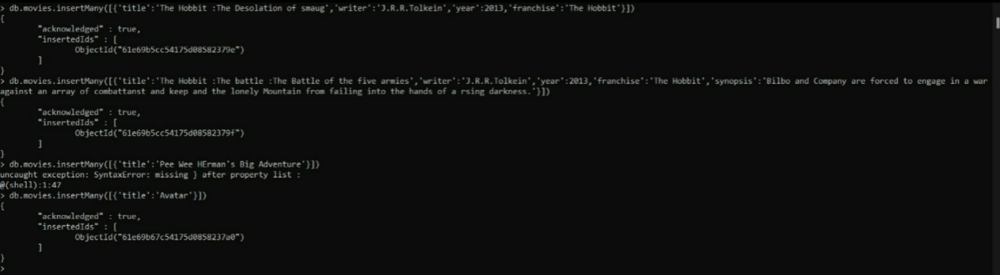 > db.movies.insertMany([{'title':'The Hobbit :The Desolation of smaug','writer':'J.R.R.Tolkein','year':2013,'franchise':'The Hobbit'}])
{
        "acknowledged" : true,
        "insertedIds" : [
                ObjectId("61e69b5cc54175d08582379e")
        ]
}
> db.movies.insertMany([{'title':'The Hobbit :The battle :The Battle of the five armies','writer':'J.R.R.Tolkein','year':2013,'franchise':'The Hobbit','synopsis':'Bilbo and Company are forced to engage in a war
against an array of combattanst and keep and the lonely Mountain from failing into the hands of a rsing darkness.'}])
{
        "acknowledged" : true,
        "insertedIds" : [
                ObjectId("61e69b5cc54175d08582379f")
        ]
}
> db.movies.insertMany([{'title':'Pee Wee HErman's Big Adventure'}])
uncaught exception: SyntaxError: missing } after property list :
@(shell):1:47
> db.movies.insertMany([{'title':'Avatar'}])
{
        "acknowledged" : true,
        "insertedIds" : [
                ObjectId("61e69b67c54175d0858237a0")
        ]
}
>